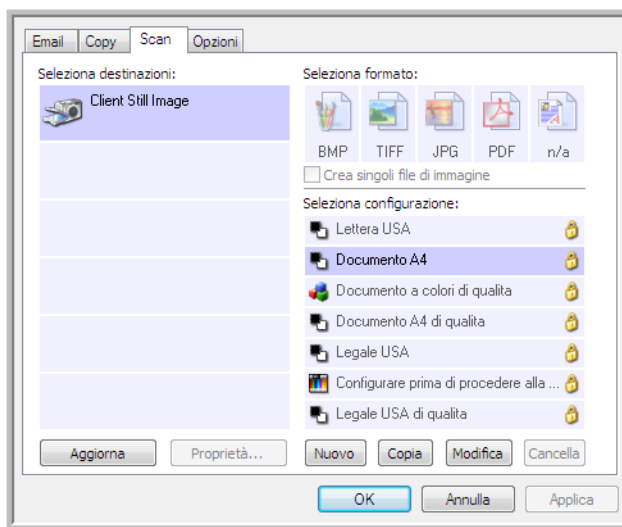 Email Copy Scan Opzioni
Seleziona destinazioni:
Client Still Image
Seleziona formato:
BMP TIFF JPG PDF n/a
Crea singoli file di immagine
Seleziona configurazione:
Lettera USA
Documento A4
Documento a colori di qualita
Documento A4 di qualita
Legale USA
Configurare prima di procedere alla ...
Legale USA di qualita
Aggiorna Proprietà... Nuovo Copia Modifica Cancella
OK Annulla Applica